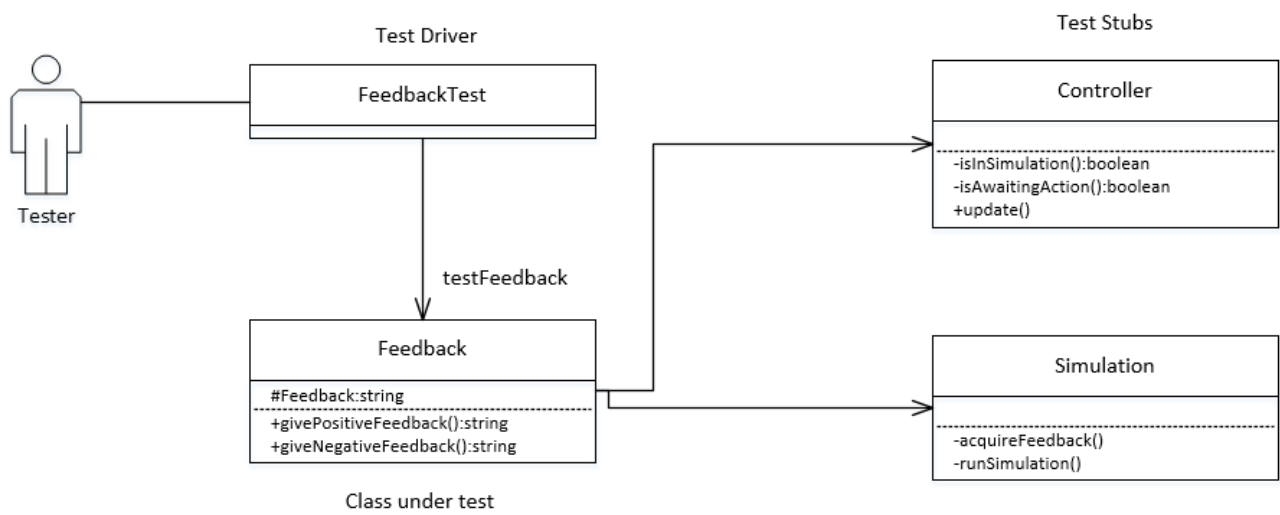 Test Driver
Test Stubs
FeedbackTest
Controller
-isInSimulation():boolean
-isAwaitingAction():boolean
+update()
Tester
testFeedback
Feedback
#Feedback:string
+givePositiveFeedback():string
+giveNegativeFeedback():string
Simulation
-acquireFeedback()
-runSimulation()
Class under test